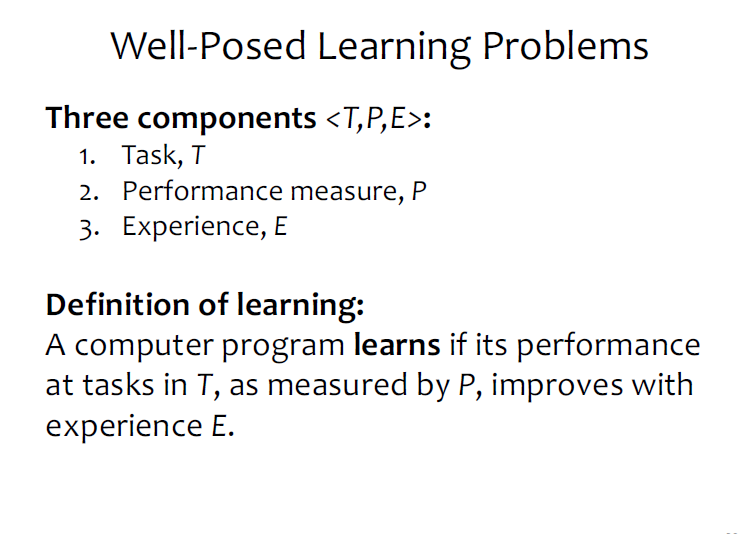 Well-Posed Learning Problems
Three components <T,P,E>:
1. Task, T
2. Performance measure, P
3. Experience, E
Definition of learning:
A computer program learns if its performance
at tasks in T, as measured by P, improves with
experience E.